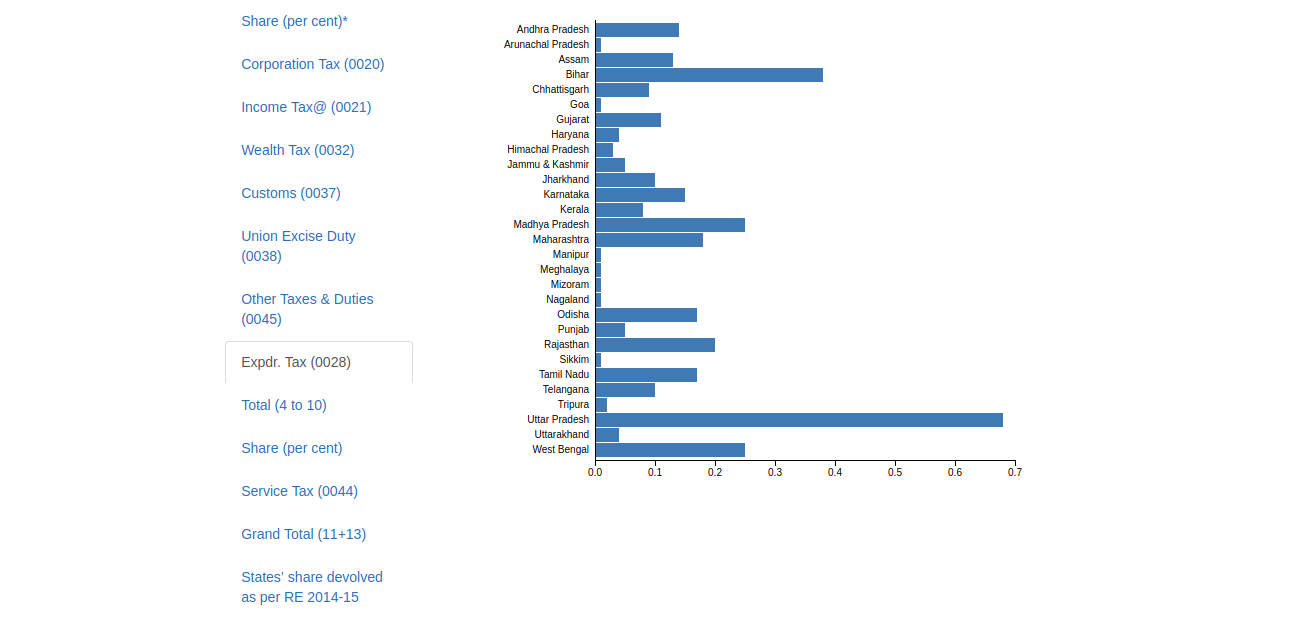 Share (per cent)*
Corporation Tax (0020)
Income Tax@ (0021)
Wealth Tax (0032)
Customs (0037)
Union Excise Duty
(0038)
Other Taxes & Duties
(0045)
Expdr. Tax (0028)
Total (4 to 10)
Share (per cent)
Service Tax (0044)
Grand Total (11+13)
States' share devolved
as per RE 2014-15
Andhra Pradesh
Arunachal Pradesh
Assam
Bihar
Chhattisgarh
Goa
Gujarat
Haryana
Himachal Pradesh
Jammu & Kashmir
Jharkhand
Karnataka
Kerala
Madhya Pradesh
Maharashtra
Manipur
Meghalaya
Mizoram
Nagaland
Odisha
Punjab
Rajasthan
Sikkim
Tamil Nadu
Telangana
Tripura
Uttar Pradesh
Uttarakhand
West Bengal
0.0 0.1 0.2 0.3 0.4 0.5 0.6 0.7